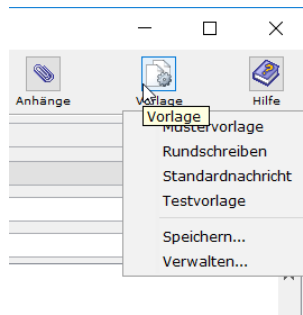 Anhänge Vorlage Hilfe
Vorlage
Mustervorlage
Rundschreiben
Standardnachricht
Testvorlage
Speichern...
Verwalten...